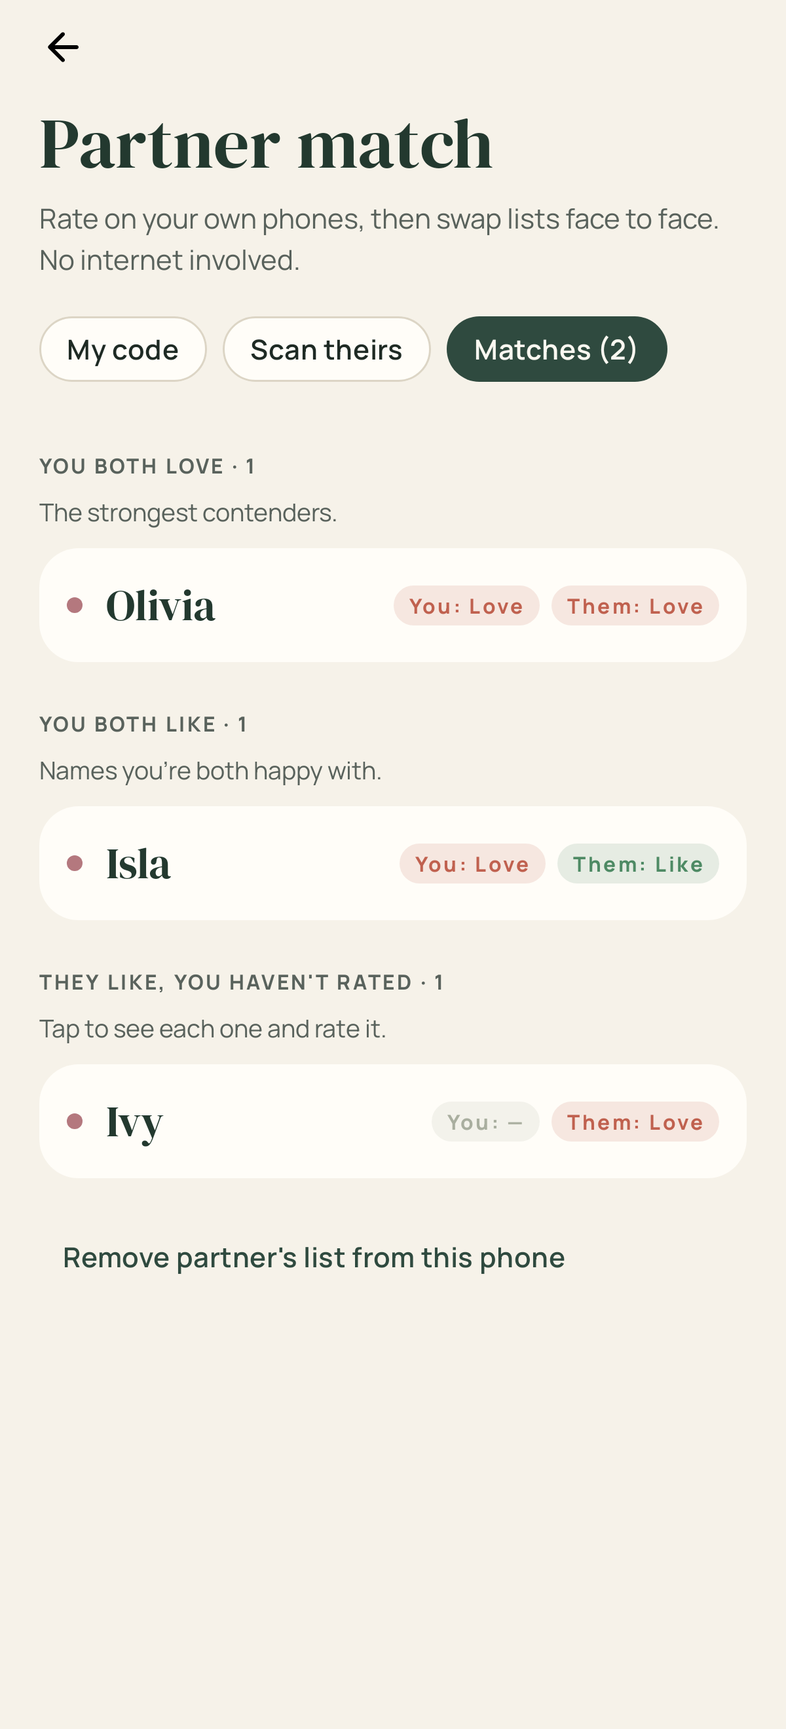 Partner match
Rate on your own phones, then swap lists face to face.
No internet involved.
My code
Scan theirs
Matches (2)
YOU BOTH LOVE · 1
The strongest contenders.
Olivia
You: Love
Them: Love
YOU BOTH LIKE · 1
Names you're both happy with.
Isla
You: Love
Them: Like
THEY LIKE, YOU HAVEN'T RATED · 1
Tap to see each one and rate it.
Ivy
You: –
Them: Love
Remove partner's list from this phone